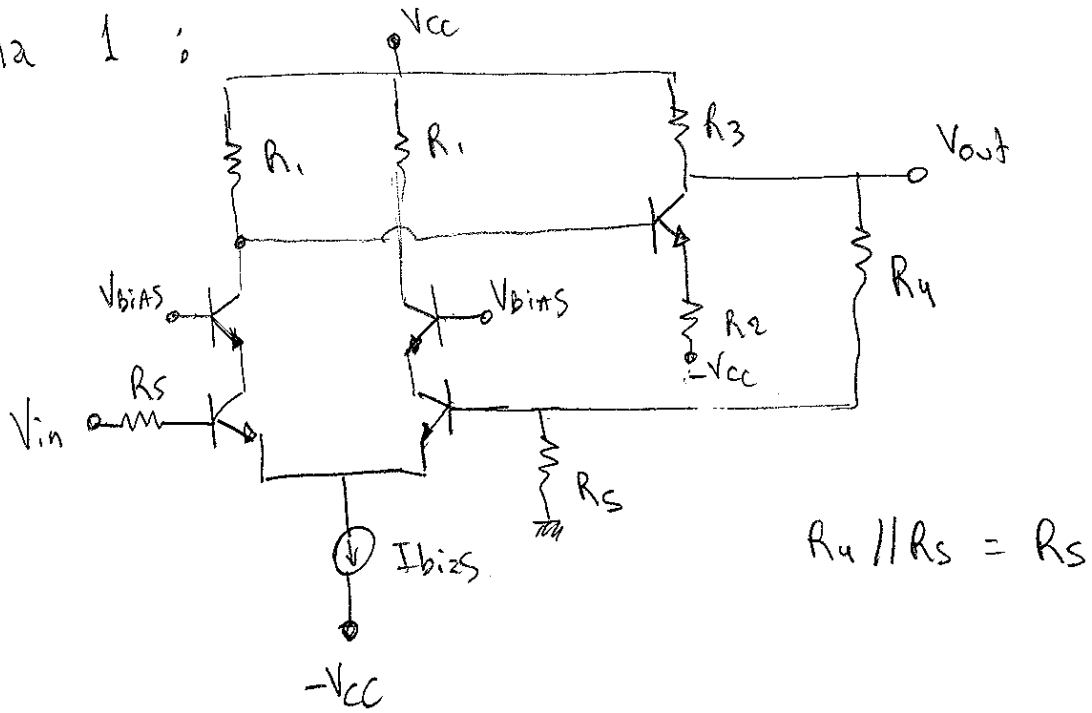 1 :
Vcc
R1
R1
R3
Vout
VBiAS
VBiAS
R4
R2
-Vcc
RS
Vin
RS
Ibias
R4 // RS = RS
-VCC